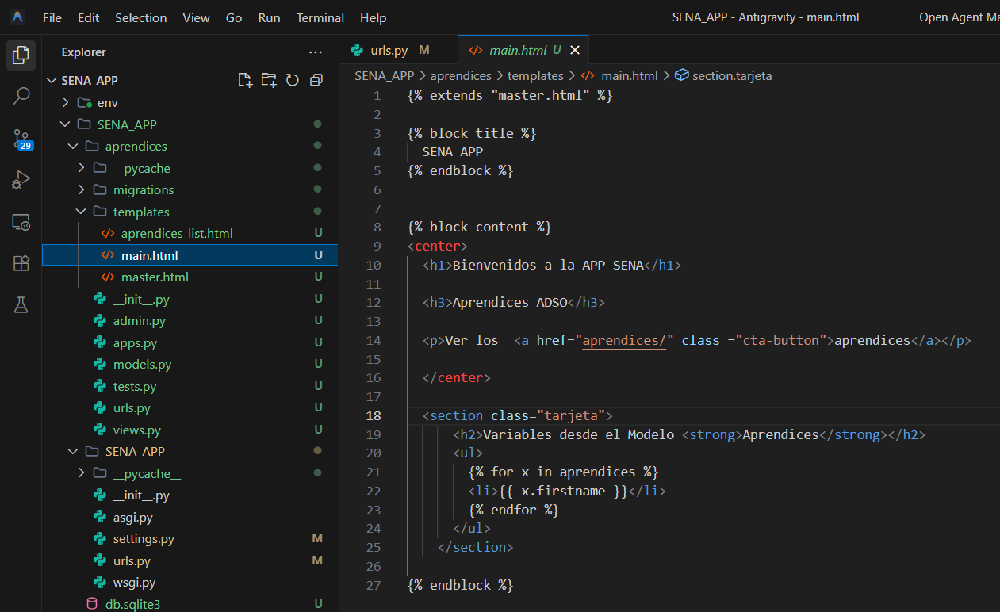 File Edit Selection View Go Run Terminal Help SENA_APP - Antigravity - main.html Open Agent Ma
Explorer ···
SENA_APP
env
SENA_APP
aprendices
__pycache__
migrations
templates
aprendices_list.html U
main.html U
master.html U
__init__.py U
admin.py U
apps.py U
models.py U
tests.py U
urls.py U
views.py U
SENA_APP
__pycache__
__init__.py
asgi.py
settings.py M
urls.py M
wsgi.py
db.sqlite3 U
29
urls.py M main.html U
SENA_APP > aprendices > templates > main.html > section.tarjeta
1 {% extends "master.html" %}
2
3 {% block title %}
4 SENA APP
5 {% endblock %}
6
7
8 {% block content %}
9 <center>
10 <h1>Bienvenidos a la APP SENA</h1>
11
12 <h3>Aprendices ADSO</h3>
13
14 <p>Ver los  <a href="aprendices/" class ="cta-button">aprendices</a></p>
15
16 </center>
17
18 <section class="tarjeta">
19 <h2>Variables desde el Modelo <strong>Aprendices</strong></h2>
20 <ul>
21 {% for x in aprendices %}
22 <li>{{ x.firstname }}</li>
23 {% endfor %}
24 </ul>
25 </section>
26
27 {% endblock %}